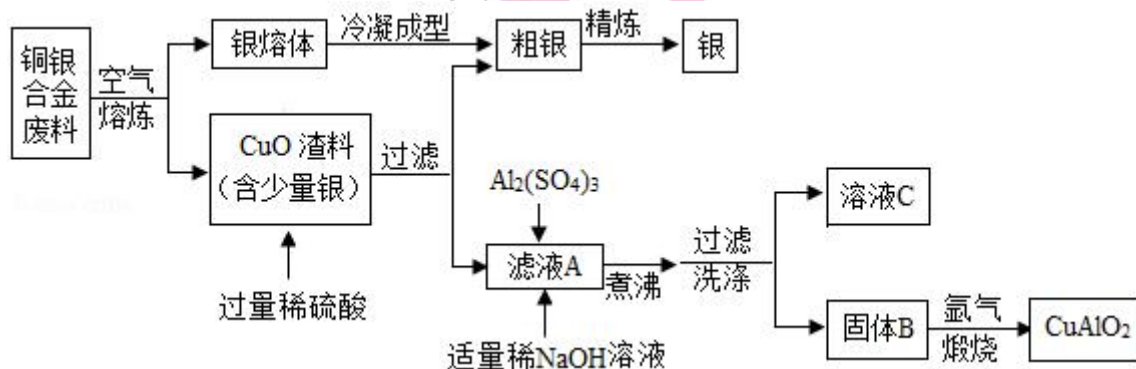 铜银
合金
废料
空气
熔炼
银熔体
冷凝成型
粗银
精炼
银
CuO 渣料
（含少量银）
过滤
过量稀硫酸
Al₂(SO₄)₃
滤液A
煮沸
适量稀NaOH溶液
过滤
洗涤
溶液C
固体B
氩气
煅烧
CuAlO₂